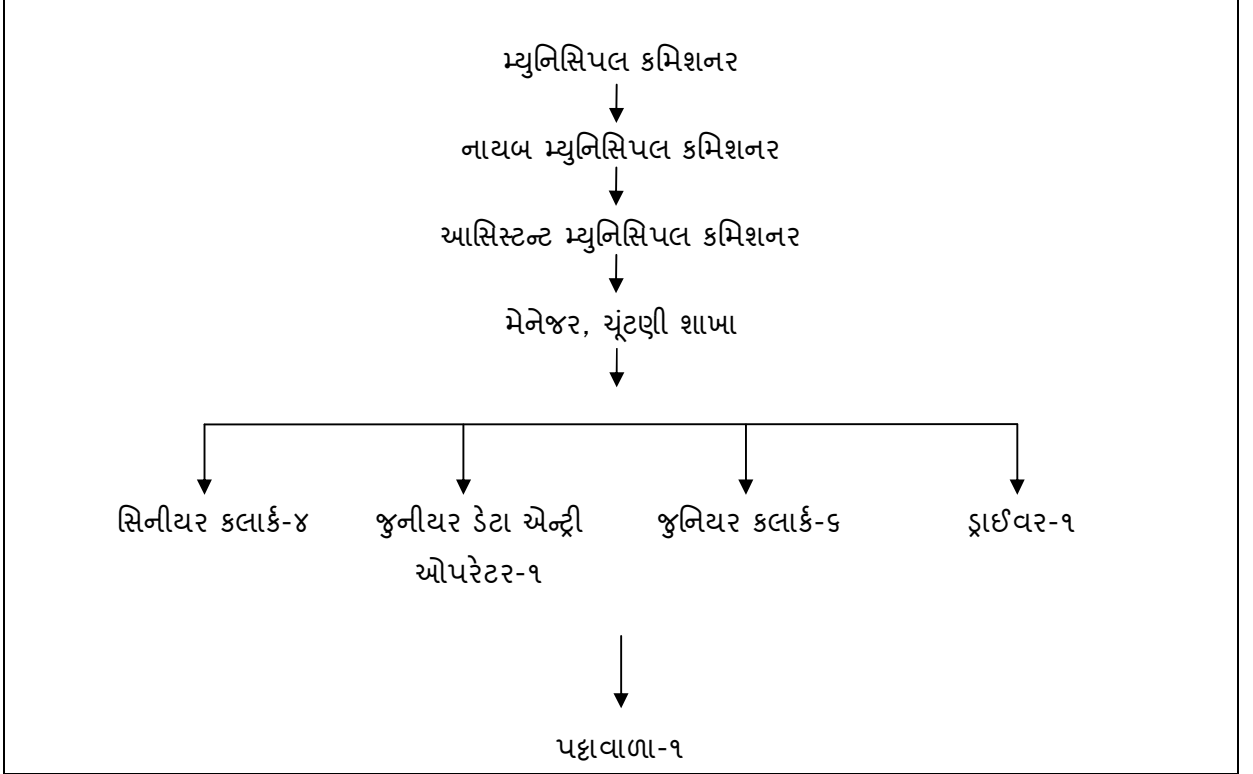 મ્યુનિસિપલ કમિશનર
નાયબ મ્યુનિસિપલ કમિશનર
આસિસ્ટન્ટ મ્યુનિસિપલ કમિશનર
મેનેજર, ચૂંટણી શાખા
સિનીયર કલાર્ક-૪
જુનીયર ડેટા એન્ટ્રી
ઓપરેટર-૧
જુનિયર કલાર્ક-૬
ડ્રાઈવર-૧
પટ્ટાવાળા-૧